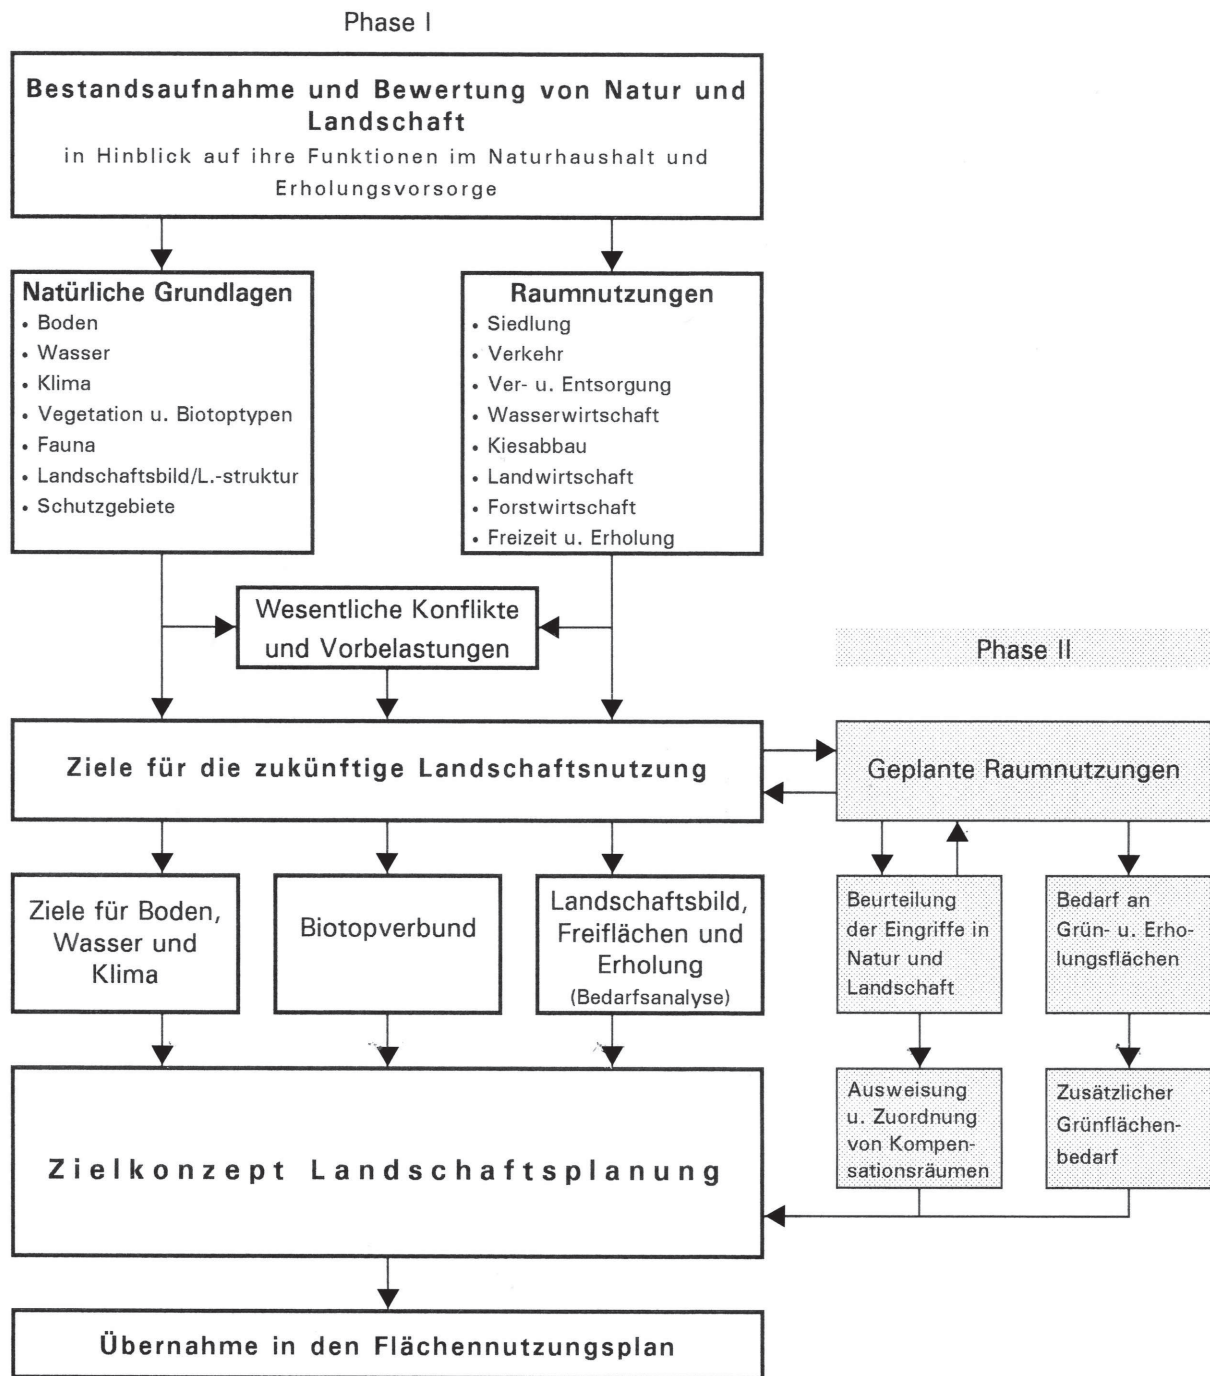 Phase I
Bestandsaufnahme und Bewertung von Natur und
Landschaft
in Hinblick auf ihre Funktionen im Naturhaushalt und
Erholungsvorsorge
Natürliche Grundlagen
• Boden
• Wasser
• Klima
• Vegetation u. Biotoptypen
• Fauna
• Landschaftsbild/L.-struktur
• Schutzgebiete
Raumnutzungen
• Siedlung
• Verkehr
• Ver- u. Entsorgung
• Wasserwirtschaft
• Kiesabbau
• Landwirtschaft
• Forstwirtschaft
• Freizeit u. Erholung
Wesentliche Konflikte
und Vorbelastungen
Phase II
Ziele für die zukünftige Landschaftsnutzung
Geplante Raumnutzungen
Ziele für Boden,
Wasser und
Klima
Biotopverbund
Landschaftsbild,
Freiflächen und
Erholung
(Bedarfsanalyse)
Beurteilung
der Eingriffe in
Natur und
Landschaft
Bedarf an
Grün- u. Erho-
lungsflächen
Zielkonzept Landschaftsplanung
Ausweisung
u. Zuordnung
von Kompen-
sationsräumen
Zusätzlicher
Grünflächen-
bedarf
Übernahme in den Flächennutzungsplan